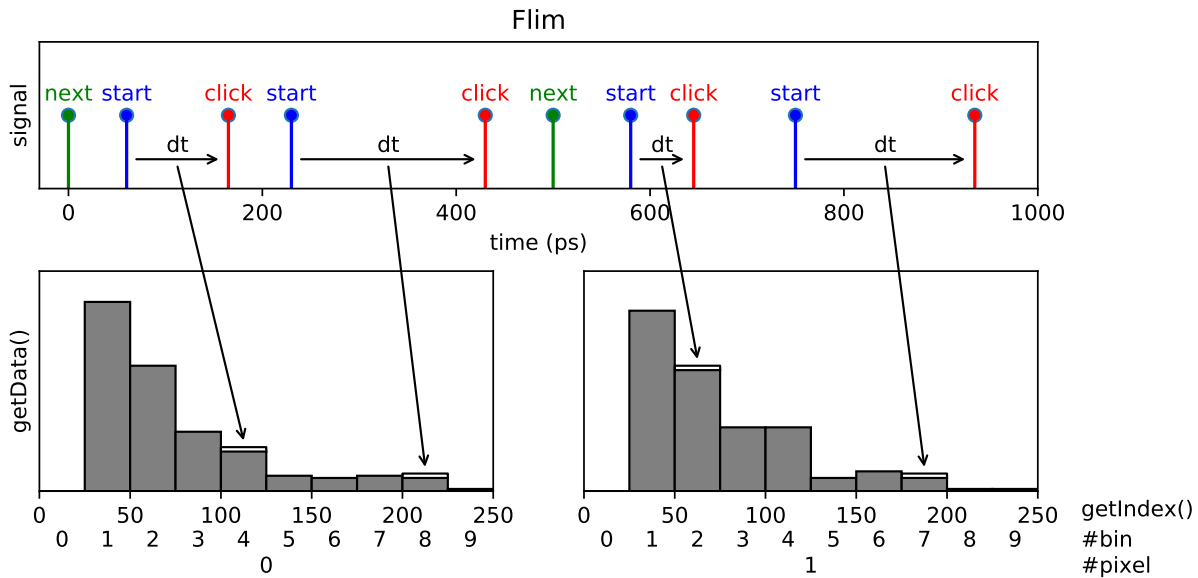 Flim
signal
next start click start click next start click start click
dt dt dt dt
0 200 400 600 800 1000
time (ps)
getData()
0 50 100 150 200 250 0 50 100 150 200 250 getIndex()
0 1 2 3 4 5 6 7 8 9 0 1 2 3 4 5 6 7 8 9 #bin
0 1 #pixel